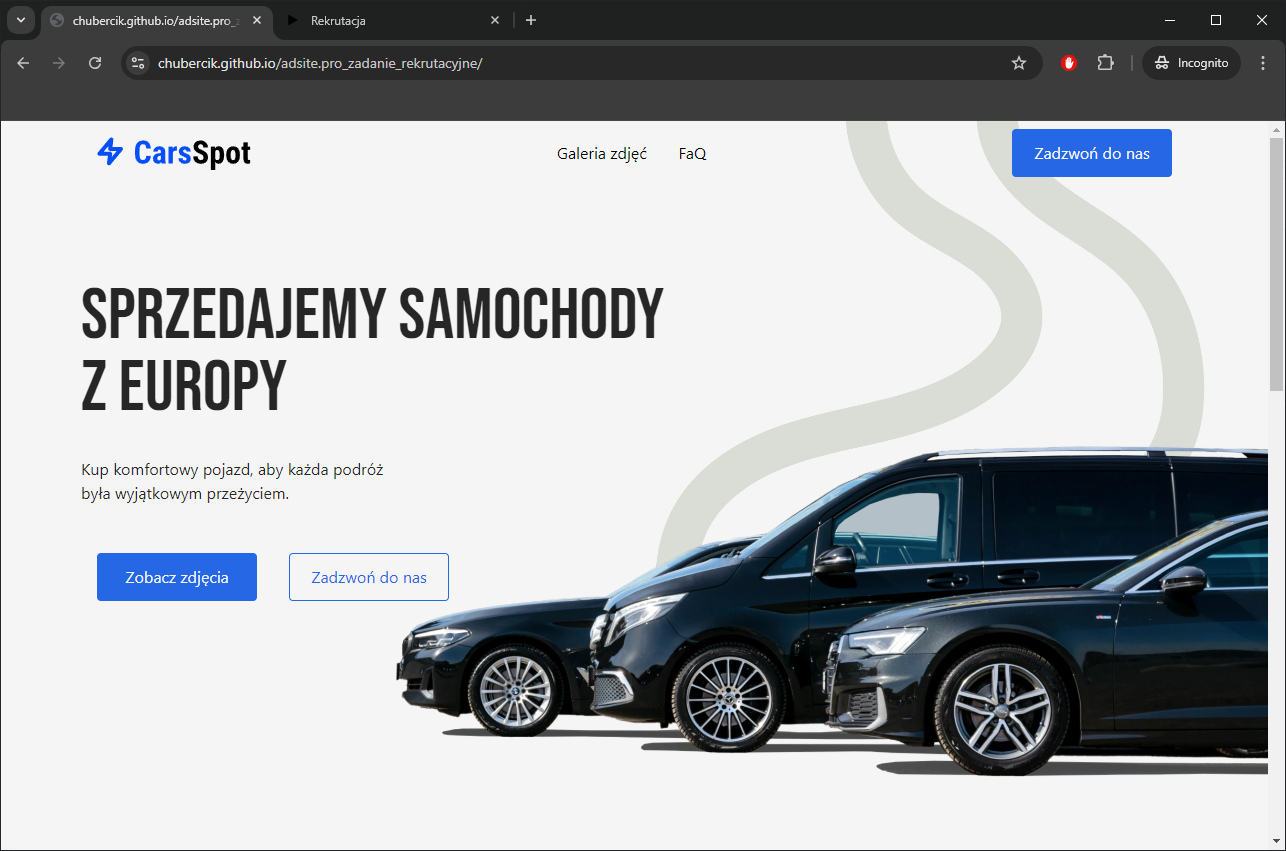 chubercik.github.io/adsite.pro_z
Rekrutacja
chubercik.github.io/adsite.pro_zadanie_rekrutacyjne/
Incognito
CarsSpot
Galeria zdjęć
FaQ
Zadzwoń do nas
SPRZEDAJEMY SAMOCHODY
Z EUROPY
Kup komfortowy pojazd, aby każda podróż
była wyjątkowym przeżyciem.
Zobacz zdjęcia
Zadzwoń do nas